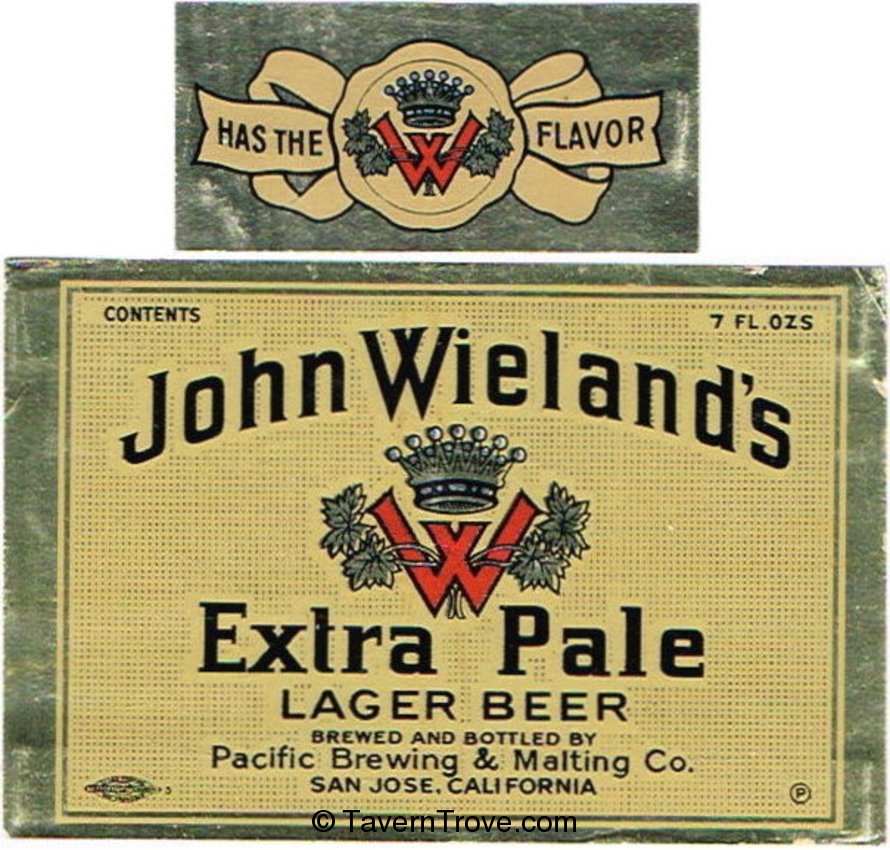 HAS THE W FLAVOR
CONTENTS 7 FL.OZS
John Wieland's
W
Extra Pale
LAGER BEER
BREWED AND BOTTLED BY
Pacific Brewing & Malting Co.
SAN JOSE, CALIFORNIA
5 P
© TavernTrove.com